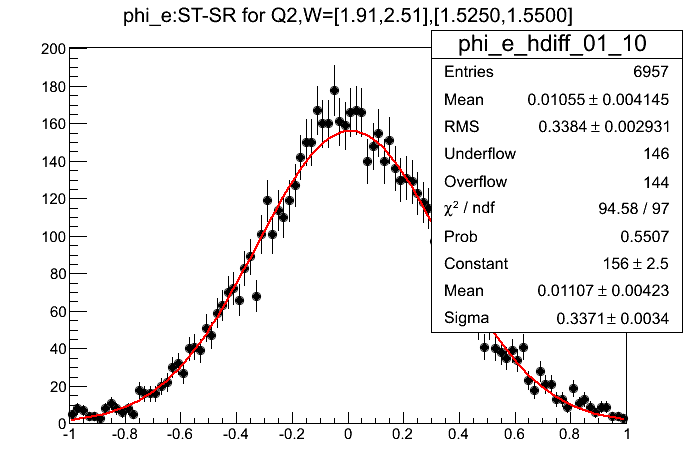 phi_e:ST-SR for Q2,W=[1.91,2.51],[1.5250,1.5500]
phi_e_hdiff_01_10
Entries 6957
Mean 0.01055 ± 0.004145
RMS 0.3384 ± 0.002931
Underflow 146
Overflow 144
χ² / ndf 94.58 / 97
Prob 0.5507
Constant 156 ± 2.5
Mean 0.01107 ± 0.00423
Sigma 0.3371 ± 0.0034
200
180
160
140
120
100
80
60
40
20
0
-1 -0.8 -0.6 -0.4 -0.2 0 0.2 0.4 0.6 0.8 1